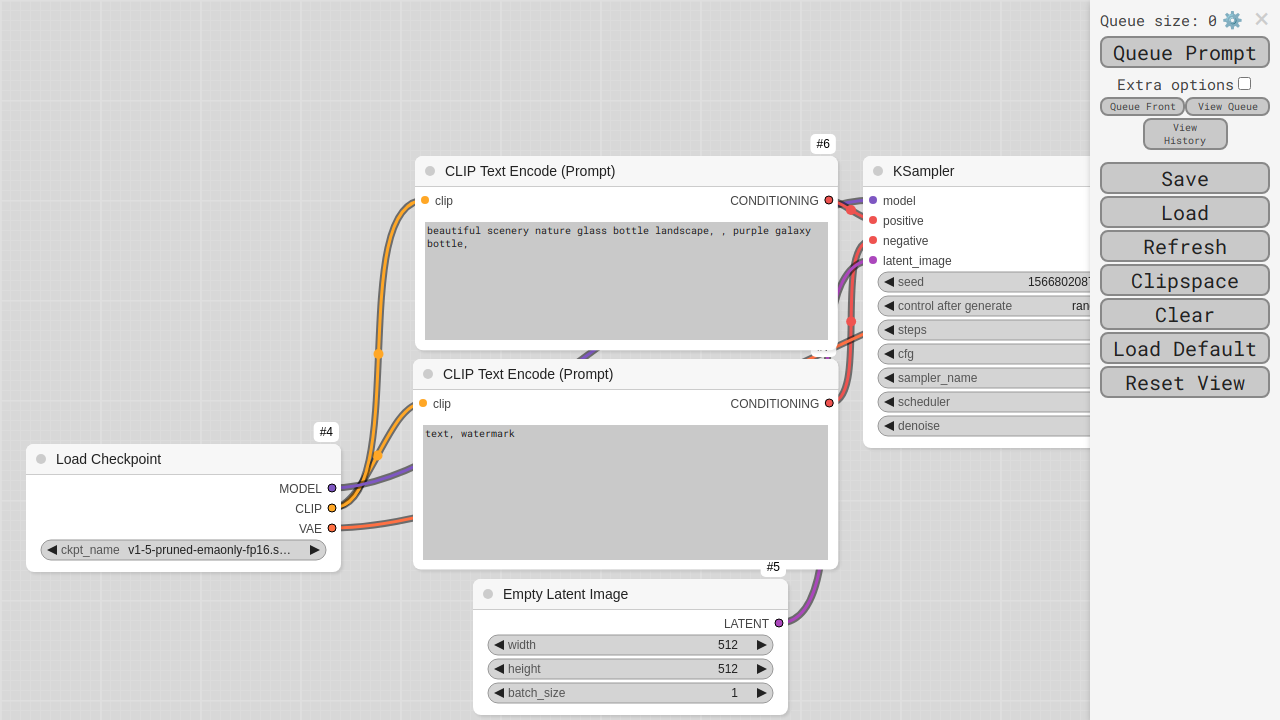 Queue size: 0
Queue Prompt
Extra options
Queue Front
View Queue
View
History
Save
Load
Refresh
Clipspace
Clear
Load Default
Reset View
#6
CLIP Text Encode (Prompt)
clip
CONDITIONING
beautiful scenery nature glass bottle landscape, , purple galaxy
bottle,
KSampler
model
positive
negative
latent_image
seed
control after generate
steps
cfg
sampler_name
scheduler
denoise
CLIP Text Encode (Prompt)
clip
CONDITIONING
text, watermark
#4
Load Checkpoint
MODEL
CLIP
VAE
ckpt_name v1-5-pruned-emaonly-fp16.s…
#5
Empty Latent Image
LATENT
width 512
height 512
batch_size 1